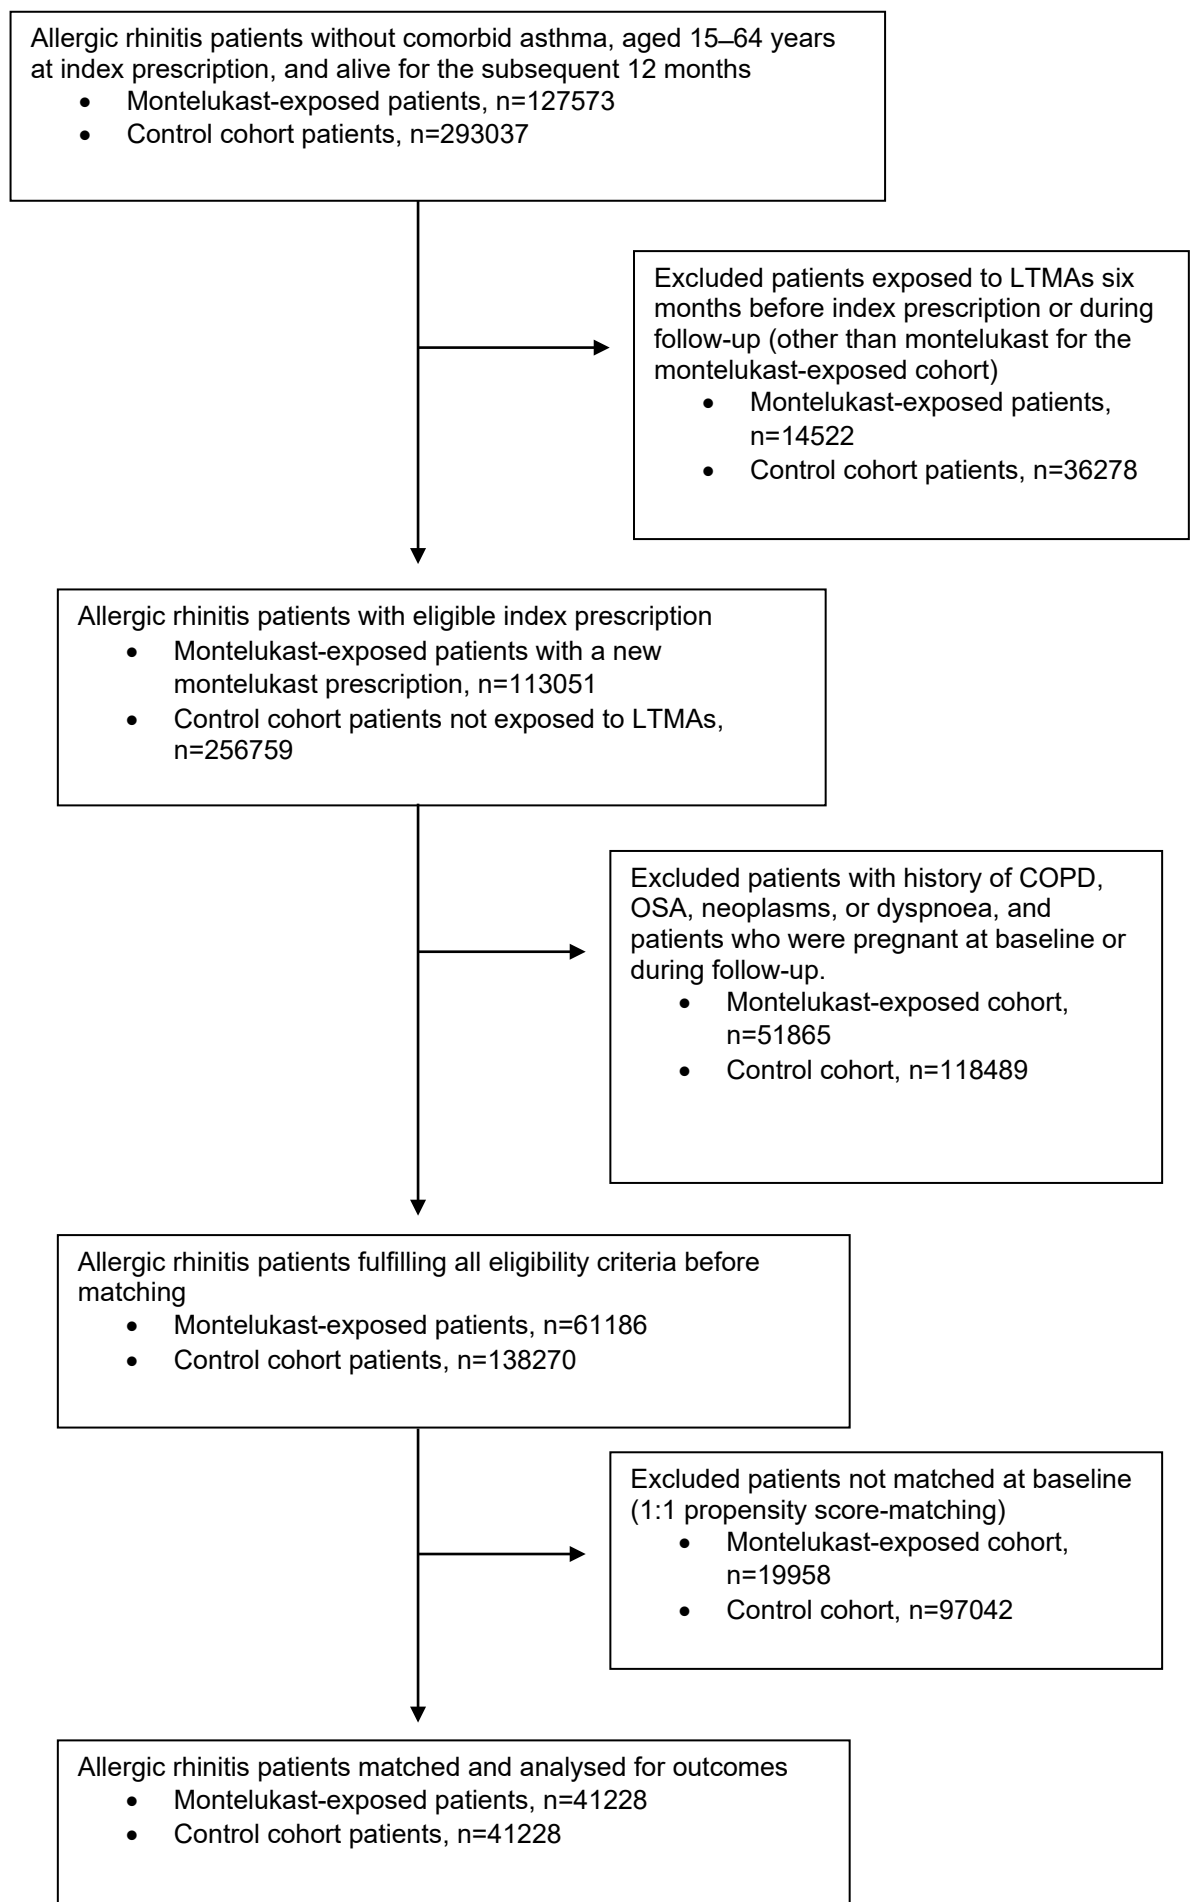 Allergic rhinitis patients without comorbid asthma, aged 15–64 years
at index prescription, and alive for the subsequent 12 months
• Montelukast-exposed patients, n=127573
• Control cohort patients, n=293037
Excluded patients exposed to LTMAs six
months before index prescription or during
follow-up (other than montelukast for the
montelukast-exposed cohort)
• Montelukast-exposed patients,
n=14522
• Control cohort patients, n=36278
Allergic rhinitis patients with eligible index prescription
• Montelukast-exposed patients with a new
montelukast prescription, n=113051
• Control cohort patients not exposed to LTMAs,
n=256759
Excluded patients with history of COPD,
OSA, neoplasms, or dyspnoea, and
patients who were pregnant at baseline or
during follow-up.
• Montelukast-exposed cohort,
n=51865
• Control cohort, n=118489
Allergic rhinitis patients fulfilling all eligibility criteria before
matching
• Montelukast-exposed patients, n=61186
• Control cohort patients, n=138270
Excluded patients not matched at baseline
(1:1 propensity score-matching)
• Montelukast-exposed cohort,
n=19958
• Control cohort, n=97042
Allergic rhinitis patients matched and analysed for outcomes
• Montelukast-exposed patients, n=41228
• Control cohort patients, n=41228